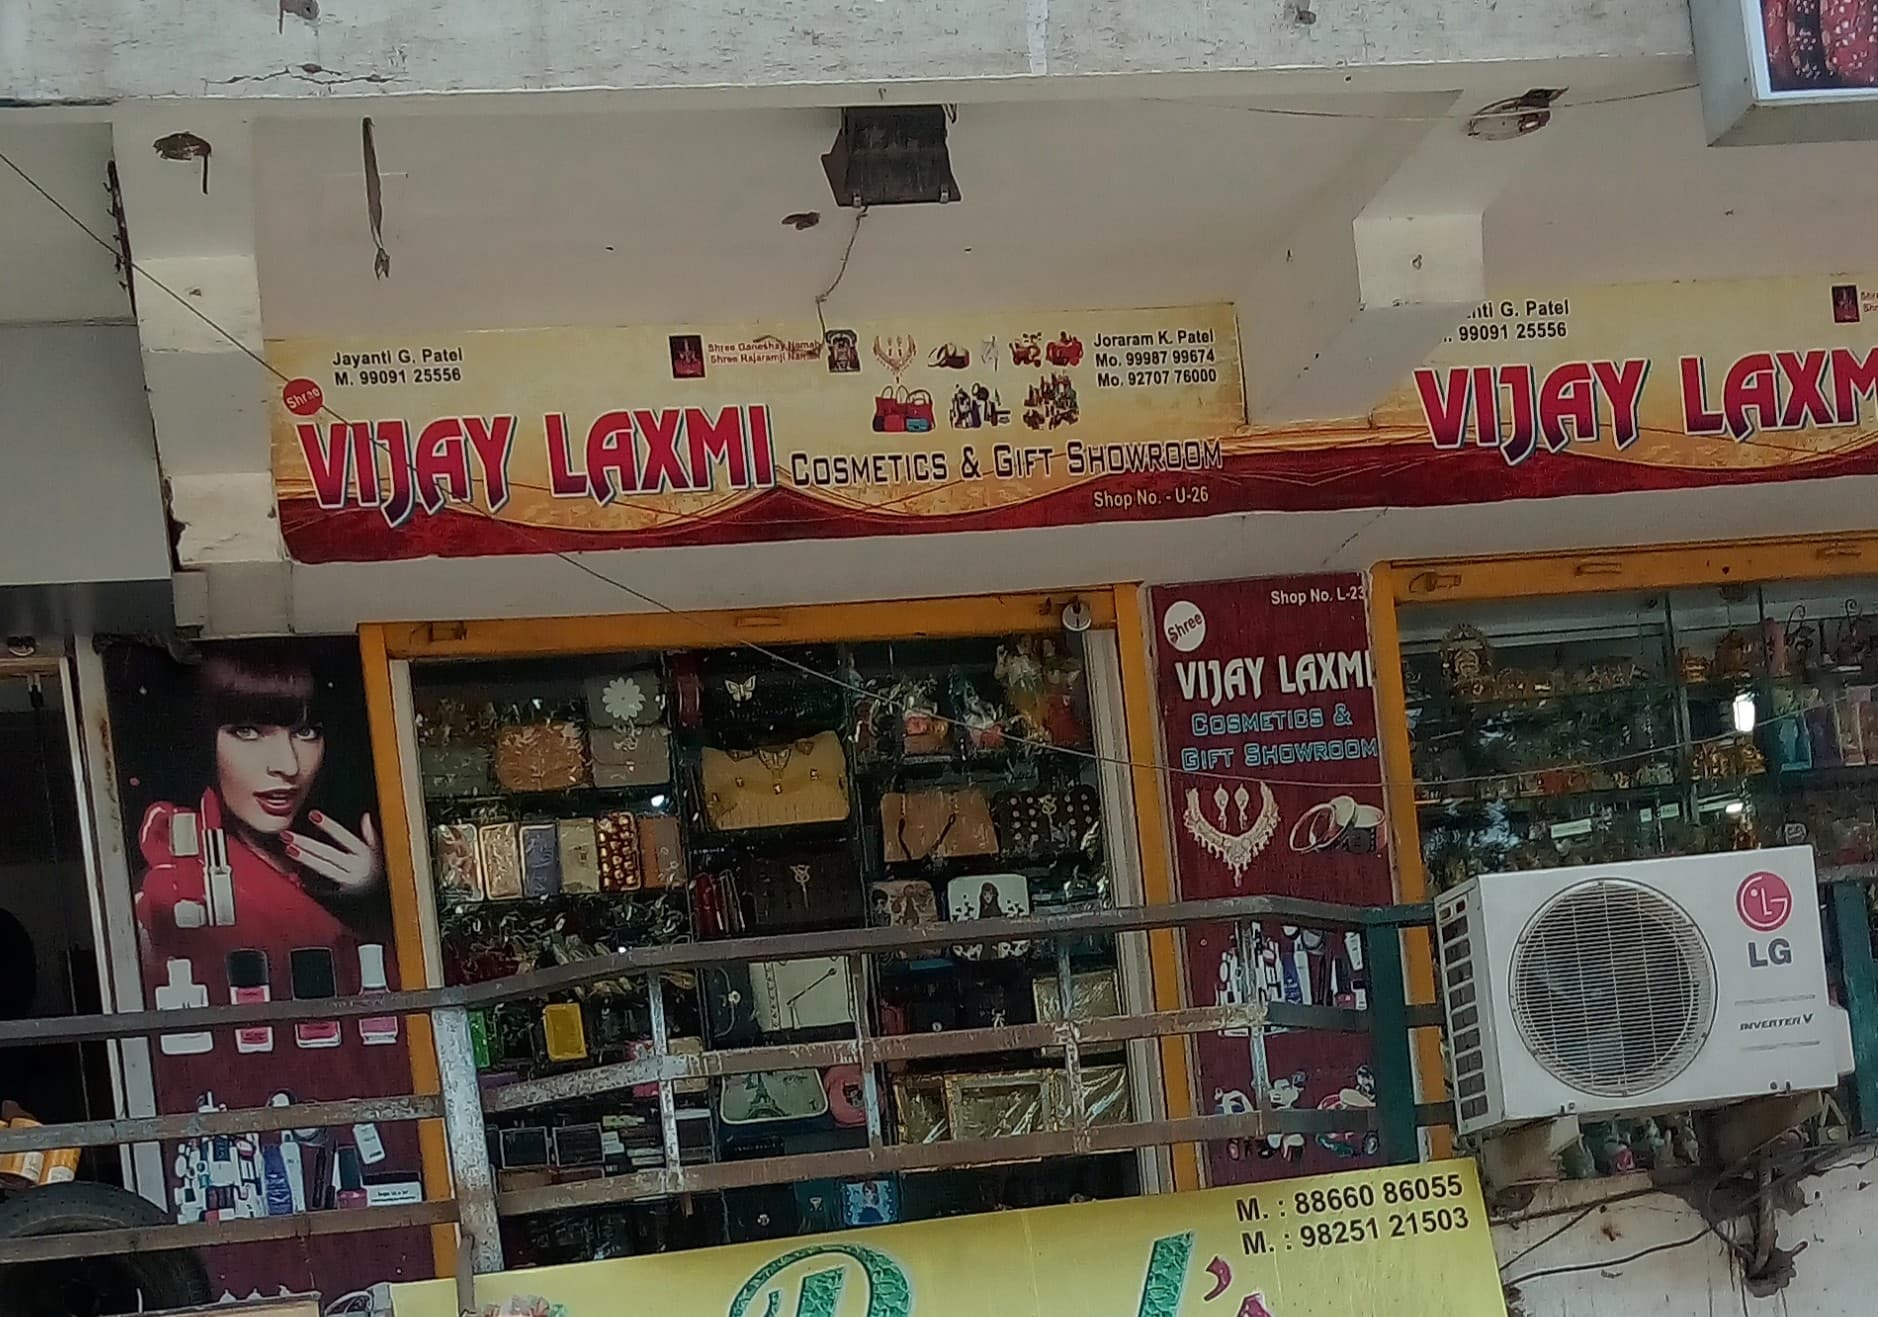 Jayanti G. Patel
M. 99091 25556
Shree Ganeshay Namah
Shree Rajaramji Namah
Joraram K. Patel
Mo. 99987 99674
Mo. 92707 76000
Shree
VIJAY LAXMI COSMETICS & GIFT SHOWROOM
Shop No. - U-26
nti G. Patel
. 99091 25556
VIJAY LAXM
Shop No. L-23
Shree
VIJAY LAXMI
COSMETICS &
GIFT SHOWROOM
LG
INVERTER V
M. : 88660 86055
M. : 98251 21503